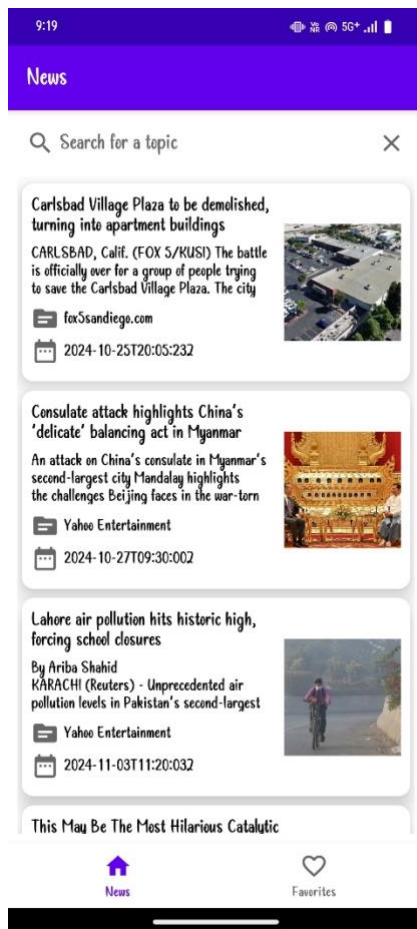 9:19
Vo
NR
5G+
News
Search for a topic
Carlsbad Village Plaza to be demolished,
turning into apartment buildings
CARLSBAD, Calif. (FOX 5/KUSI) The battle
is officially over for a group of people trying
to save the Carlsbad Village Plaza. The city
fox5sandiego.com
2024-10-25T20:05:23Z
Consulate attack highlights China's
'delicate' balancing act in Myanmar
An attack on China's consulate in Myanmar's
second-largest city Mandalay highlights
the challenges Beijing faces in the war-torn
Yahoo Entertainment
2024-10-27T09:30:00Z
Lahore air pollution hits historic high,
forcing school closures
By Ariba Shahid
KARACHI (Reuters) - Unprecedented air
pollution levels in Pakistan's second-largest
Yahoo Entertainment
2024-11-03T11:20:03Z
This May Be The Most Hilarious Catalytic
News
Favorites